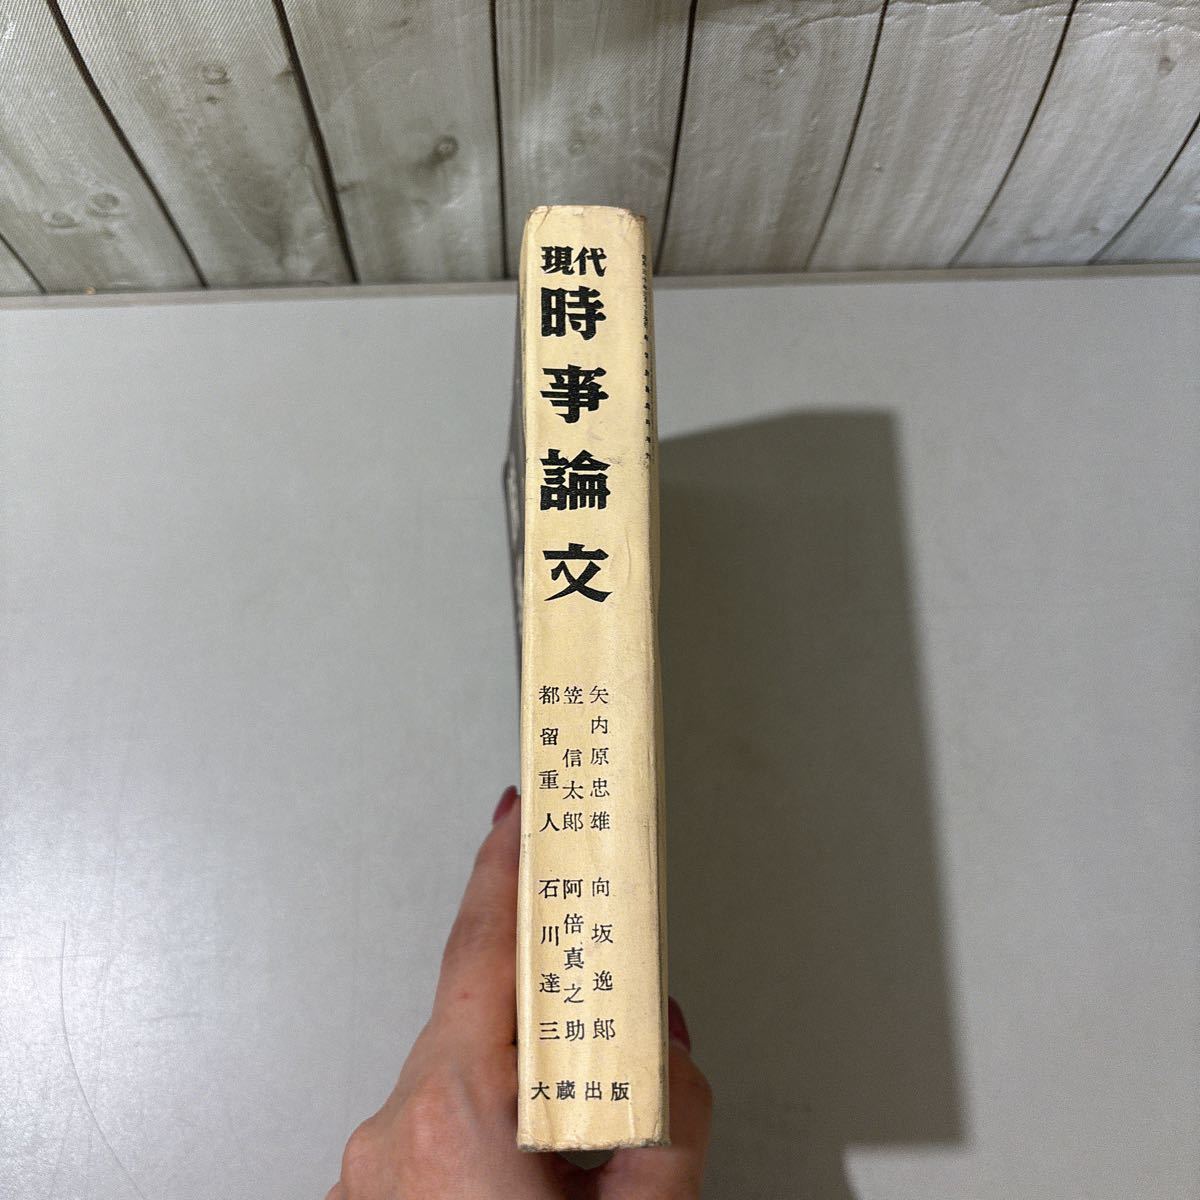 現代
時事論文
矢内原忠雄
笠信太郎
都留重人
向坂逸郎
阿倍真之助
石川達三
大蔵出版